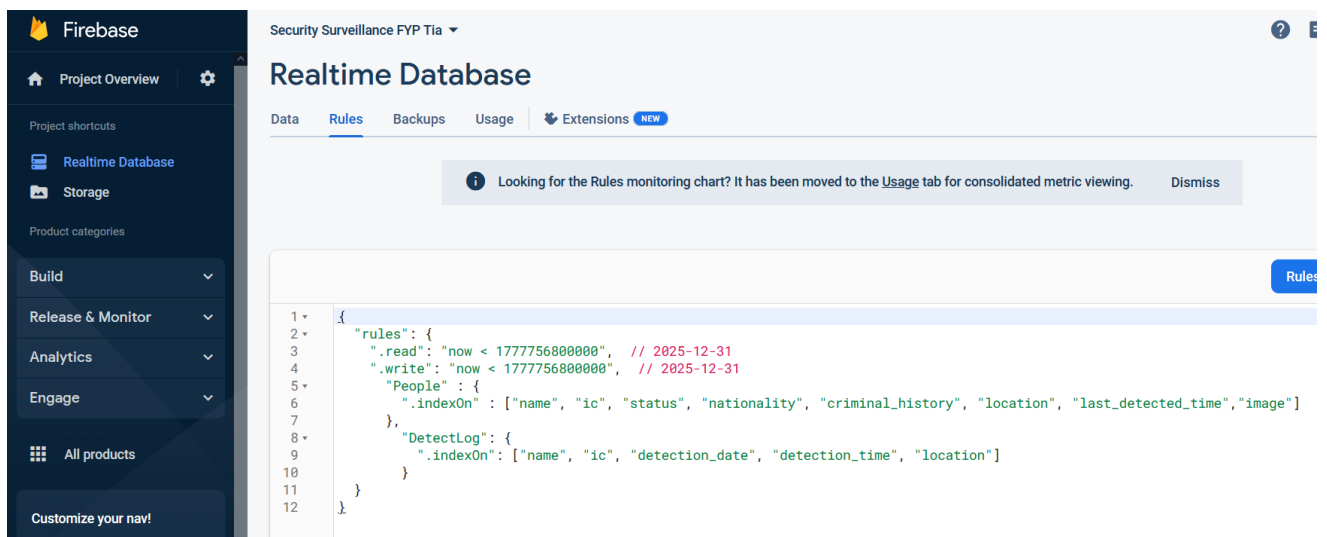 Firebase
Project Overview
Project shortcuts
Realtime Database
Storage
Product categories
Build
Release & Monitor
Analytics
Engage
All products
Customize your nav!
Security Surveillance FYP Tia
Realtime Database
Data Rules Backups Usage Extensions NEW
Looking for the Rules monitoring chart? It has been moved to the Usage tab for consolidated metric viewing. Dismiss
Rules
1 {
2 "rules": {
3 ".read": "now < 1777756800000", // 2025-12-31
4 ".write": "now < 1777756800000", // 2025-12-31
5 "People" : {
6 ".indexOn" : ["name", "ic", "status", "nationality", "criminal_history", "location", "last_detected_time","image"]
7 },
8 "DetectLog": {
9 ".indexOn": ["name", "ic", "detection_date", "detection_time", "location"]
10 }
11 }
12 }